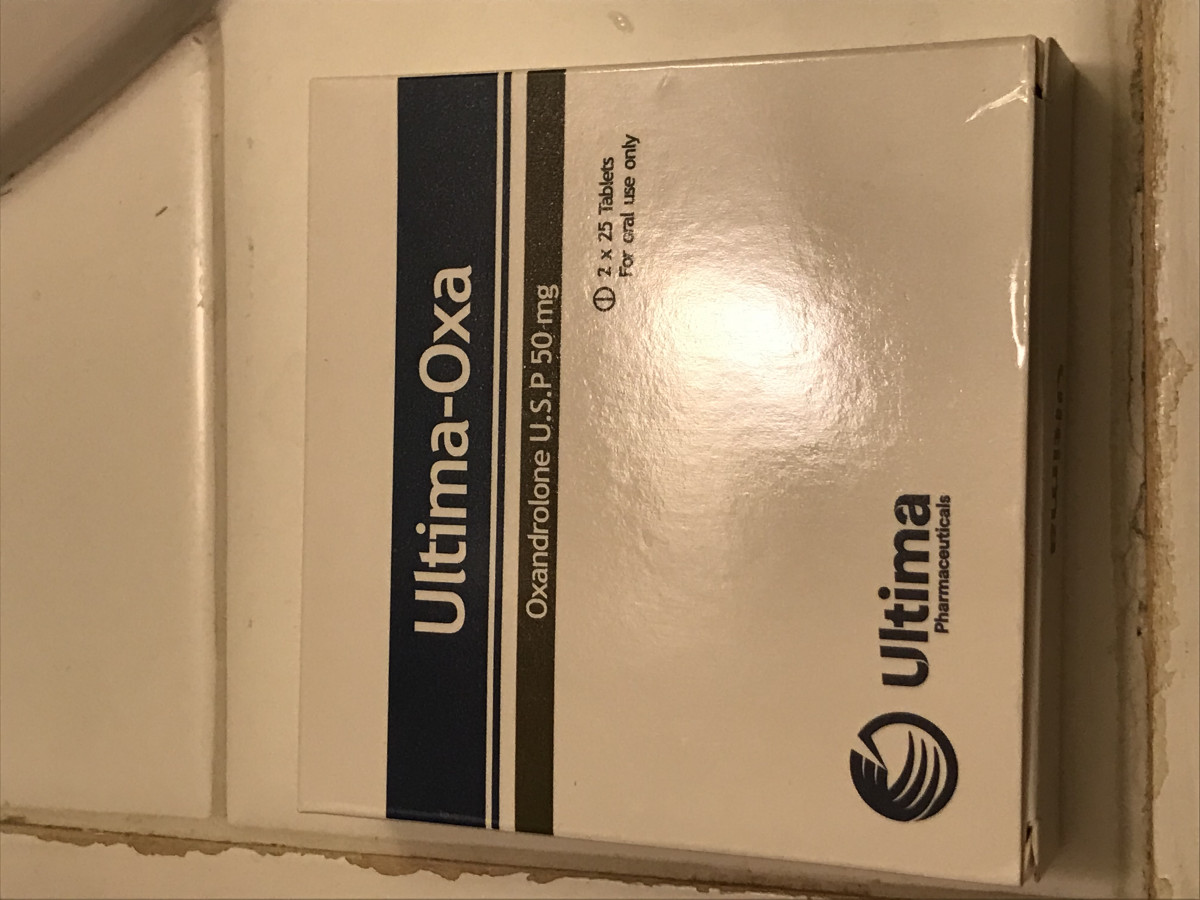 Ultima-Oxa
Oxandrolone U.S.P 50 mg
2 x 25 Tablets
For oral use only
Ultima
Pharmaceuticals